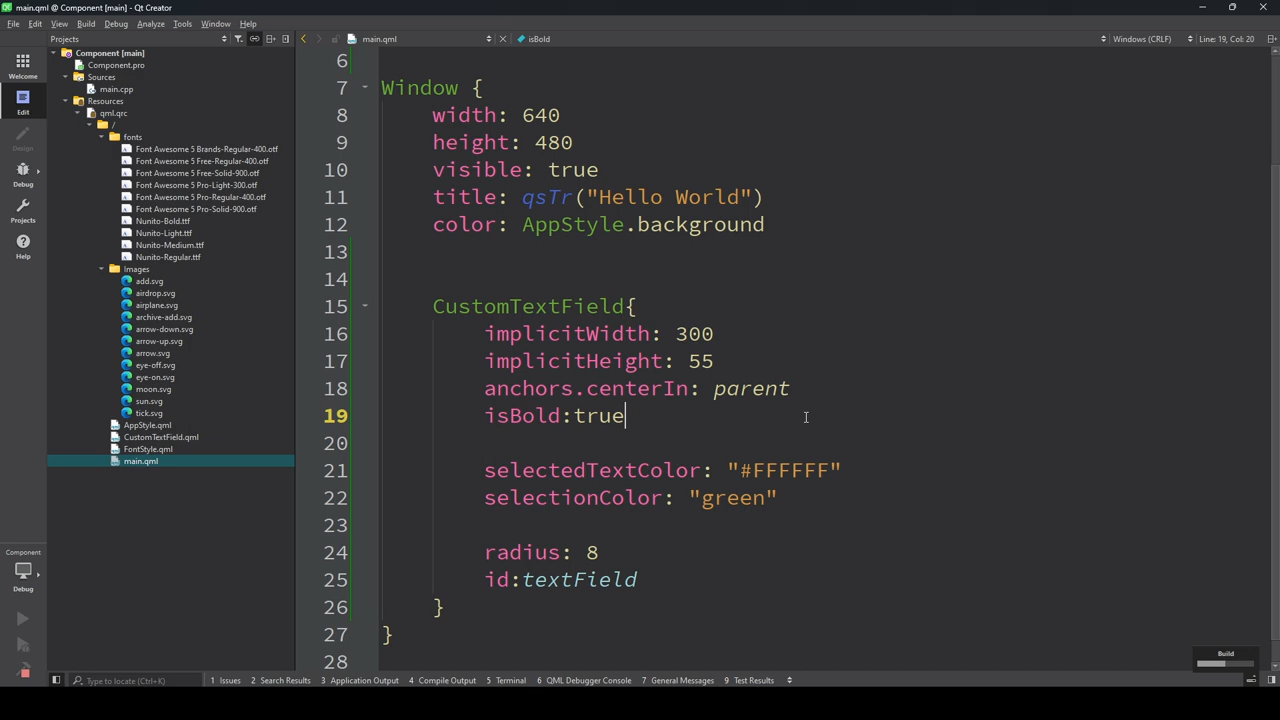 main.qml @ Component [main] - Qt Creator
File Edit View Build Debug Analyze Tools Window Help
Projects main.qml isBold Windows (CRLF) Line: 19, Col: 20
Welcome
Edit
Design
Debug
Projects
Help
Component
Debug
Component [main]
Component.pro
Sources
main.cpp
Resources
qml.qrc
/
fonts
Font Awesome 5 Brands-Regular-400.otf
Font Awesome 5 Free-Regular-400.otf
Font Awesome 5 Free-Solid-900.otf
Font Awesome 5 Pro-Light-300.otf
Font Awesome 5 Pro-Regular-400.otf
Font Awesome 5 Pro-Solid-900.otf
Nunito-Bold.ttf
Nunito-Light.ttf
Nunito-Medium.ttf
Nunito-Regular.ttf
Images
add.svg
airdrop.svg
airplane.svg
archive-add.svg
arrow-down.svg
arrow-up.svg
arrow.svg
eye-off.svg
eye-on.svg
moon.svg
sun.svg
tick.svg
AppStyle.qml
CustomTextField.qml
FontStyle.qml
main.qml
6
7 Window {
8 width: 640
9 height: 480
10 visible: true
11 title: qsTr("Hello World")
12 color: AppStyle.background
13
14
15 CustomTextField{
16 implicitWidth: 300
17 implicitHeight: 55
18 anchors.centerIn: parent
19 isBold:true
20
21 selectedTextColor: "#FFFFFF"
22 selectionColor: "green"
23
24 radius: 8
25 id:textField
26 }
27 }
28
Build
Type to locate (Ctrl+K) 1 Issues 2 Search Results 3 Application Output 4 Compile Output 5 Terminal 6 QML Debugger Console 7 General Messages 9 Test Results